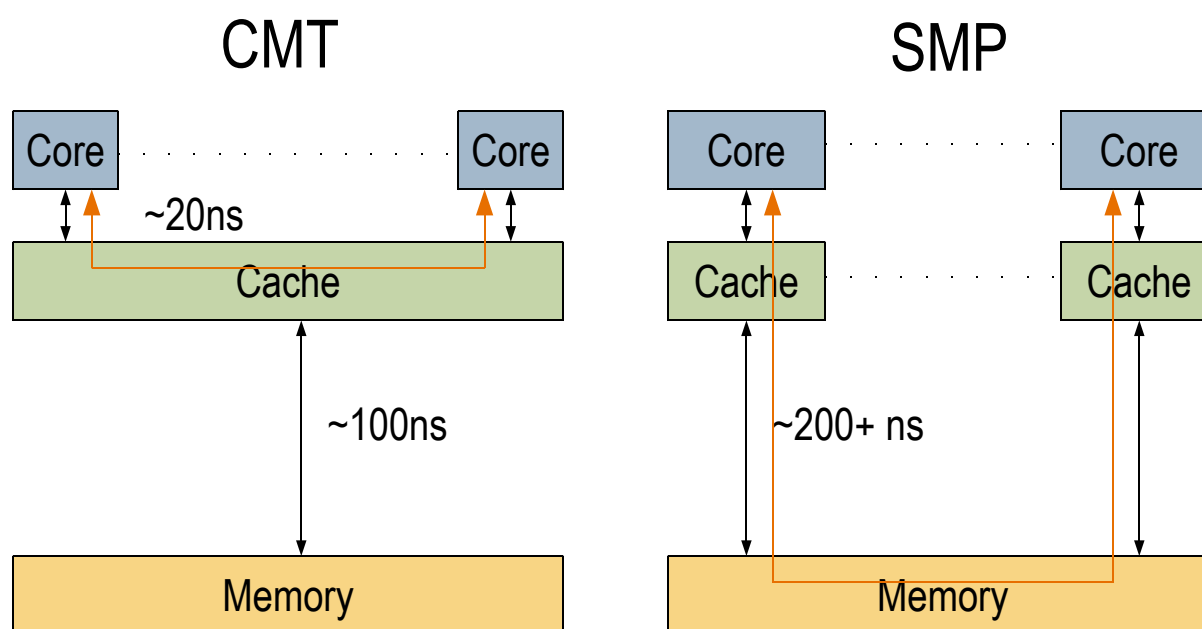 CMT
SMP
Core
Core
Core
Core
~20ns
Cache
Cache
Cache
~100ns
~200+ ns
Memory
Memory